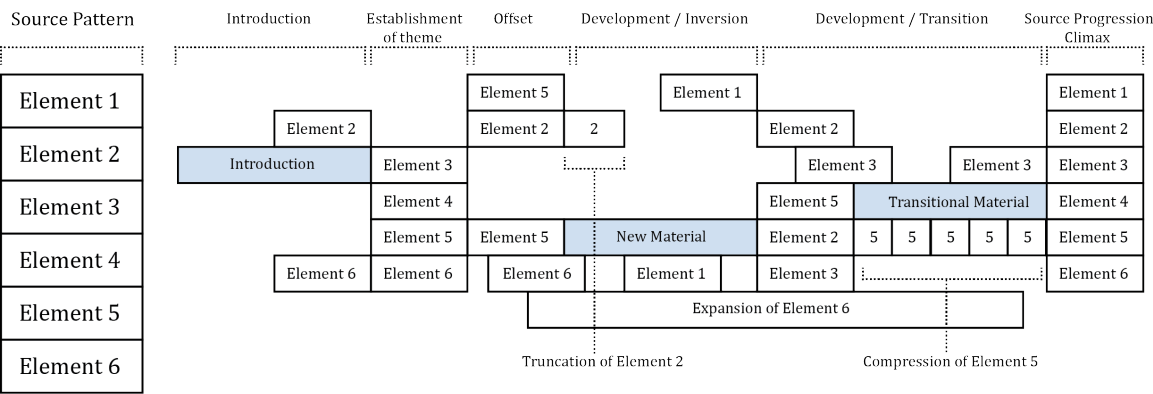 Source Pattern
Introduction
Establishment
of theme
Offset
Development / Inversion
Development / Transition
Source Progression
Climax
Element 1
Element 2
Element 3
Element 4
Element 5
Element 6
Element 5
Element 1
Element 1
Element 2
Element 2
2
Element 2
Element 2
Introduction
Element 3
Element 3
Element 3
Element 3
Element 4
Element 5
Transitional Material
Element 4
Element 5
Element 5
New Material
Element 2
5
5
5
5
5
Element 5
Element 6
Element 6
Element 6
Element 1
Element 3
Element 6
Expansion of Element 6
Truncation of Element 2
Compression of Element 5